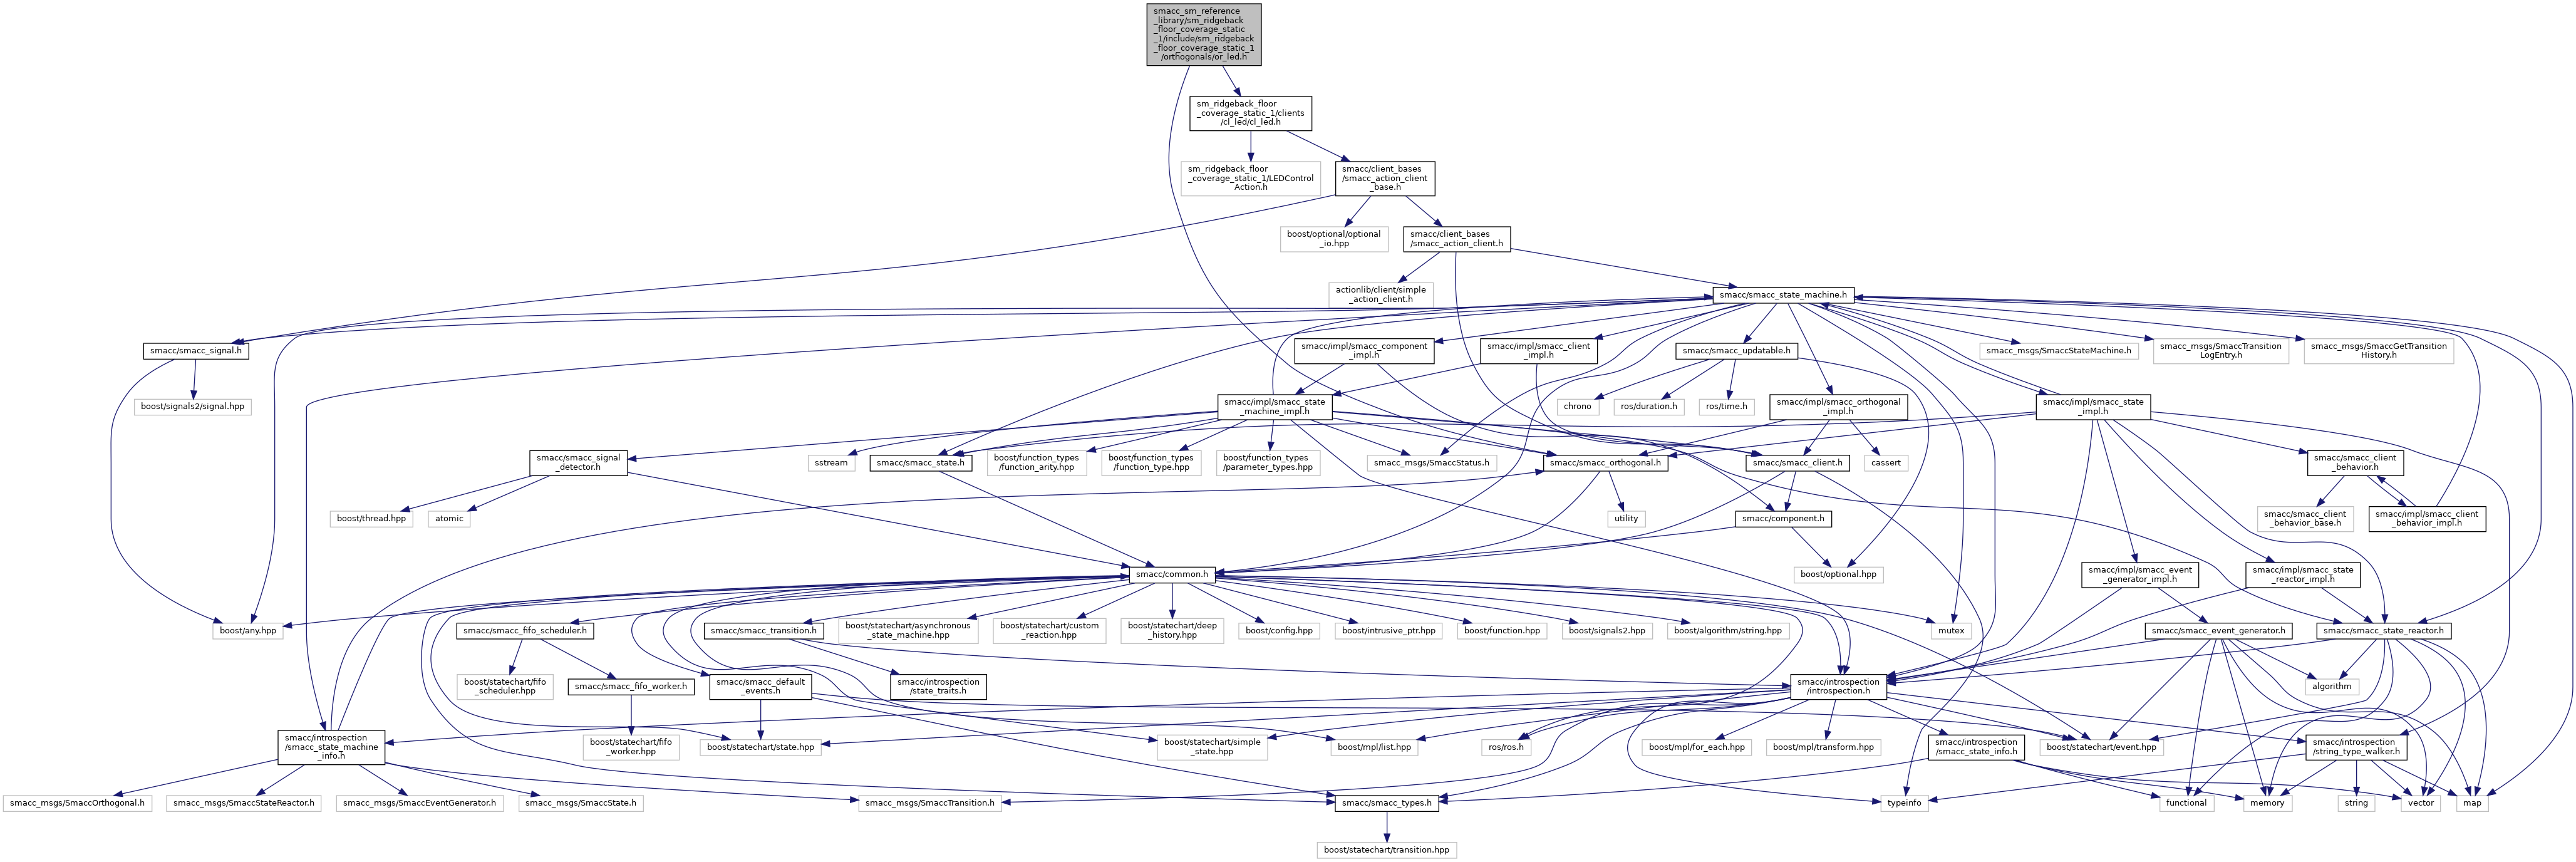 smacc_sm_reference
_library/sm_ridgeback
_floor_coverage_static
_1/include/sm_ridgeback
_floor_coverage_static_1
/orthogonals/or_led.h
sm_ridgeback_floor
_coverage_static_1/clients
/cl_led/cl_led.h
sm_ridgeback_floor
_coverage_static_1/LEDControl
Action.h
smacc/client_bases
/smacc_action_client
_base.h
boost/optional/optional
_io.hpp
smacc/client_bases
/smacc_action_client.h
actionlib/client/simple
_action_client.h
smacc/smacc_state_machine.h
smacc/smacc_signal.h
smacc/impl/smacc_component
_impl.h
smacc/impl/smacc_client
_impl.h
smacc/smacc_updatable.h
smacc_msgs/SmaccStateMachine.h
smacc_msgs/SmaccTransition
LogEntry.h
smacc_msgs/SmaccGetTransition
History.h
boost/signals2/signal.hpp
smacc/impl/smacc_state
_machine_impl.h
chrono
ros/duration.h
ros/time.h
smacc/impl/smacc_orthogonal
_impl.h
smacc/impl/smacc_state
_impl.h
smacc/smacc_signal
_detector.h
sstream
smacc/smacc_state.h
boost/function_types
/function_arity.hpp
boost/function_types
/function_type.hpp
boost/function_types
/parameter_types.hpp
smacc_msgs/SmaccStatus.h
smacc/smacc_orthogonal.h
smacc/smacc_client.h
cassert
smacc/smacc_client
_behavior.h
boost/thread.hpp
atomic
utility
smacc/component.h
smacc/smacc_client
_behavior_base.h
smacc/impl/smacc_client
_behavior_impl.h
smacc/common.h
boost/optional.hpp
smacc/impl/smacc_event
_generator_impl.h
smacc/impl/smacc_state
_reactor_impl.h
boost/any.hpp
smacc/smacc_fifo_scheduler.h
smacc/smacc_transition.h
boost/statechart/asynchronous
_state_machine.hpp
boost/statechart/custom
_reaction.hpp
boost/statechart/deep
_history.hpp
boost/config.hpp
boost/intrusive_ptr.hpp
boost/function.hpp
boost/signals2.hpp
boost/algorithm/string.hpp
mutex
smacc/smacc_event_generator.h
smacc/smacc_state_reactor.h
boost/statechart/fifo
_scheduler.hpp
smacc/smacc_fifo_worker.h
smacc/smacc_default
_events.h
smacc/introspection
/state_traits.h
smacc/introspection
/introspection.h
algorithm
smacc/introspection
/smacc_state_machine
_info.h
boost/statechart/fifo
_worker.hpp
boost/statechart/state.hpp
boost/statechart/simple
_state.hpp
boost/mpl/list.hpp
ros/ros.h
boost/mpl/for_each.hpp
boost/mpl/transform.hpp
smacc/introspection
/smacc_state_info.h
boost/statechart/event.hpp
smacc/introspection
/string_type_walker.h
smacc_msgs/SmaccOrthogonal.h
smacc_msgs/SmaccStateReactor.h
smacc_msgs/SmaccEventGenerator.h
smacc_msgs/SmaccState.h
smacc_msgs/SmaccTransition.h
smacc/smacc_types.h
typeinfo
functional
memory
string
vector
map
boost/statechart/transition.hpp